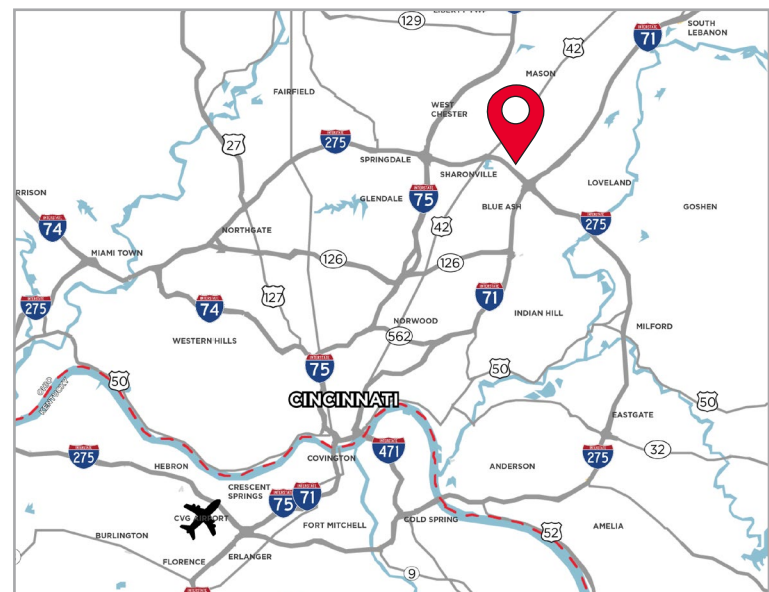 129
42
SOUTH
LEBANON
71
MASON
FAIRFIELD
WEST
CHESTER
27
275
SPRINGDALE
SHARONVILLE
LOVELAND
GLENDALE
75
BLUE ASH
GOSHEN
74
42
275
NORTHGATE
MIAMI TOWN
126
126
275
127
74
71
INDIAN HILL
NORWOOD
MILFORD
WESTERN HILLS
562
75
50
50
OHIO
KENTUCKY
CINCINNATI
50
EASTGATE
275
HEBRON
COVINGTON
471
ANDERSON
275
32
CRESCENT
SPRINGS
75
71
CVG AIRPORT
FORT MITCHELL
COLD SPRING
AMELIA
BURLINGTON
52
ERLANGER
FLORENCE
9